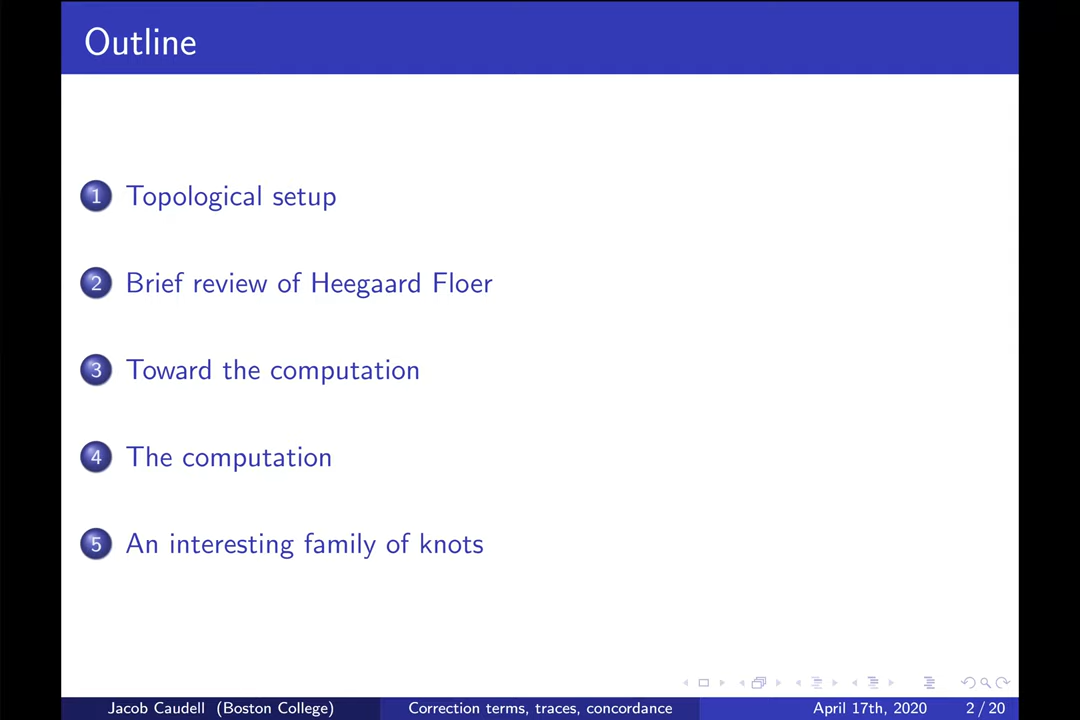 Outline
1 Topological setup
2 Brief review of Heegaard Floer
3 Toward the computation
4 The computation
5 An interesting family of knots
Jacob Caudell (Boston College) Correction terms, traces, concordance April 17th, 2020 2 / 20